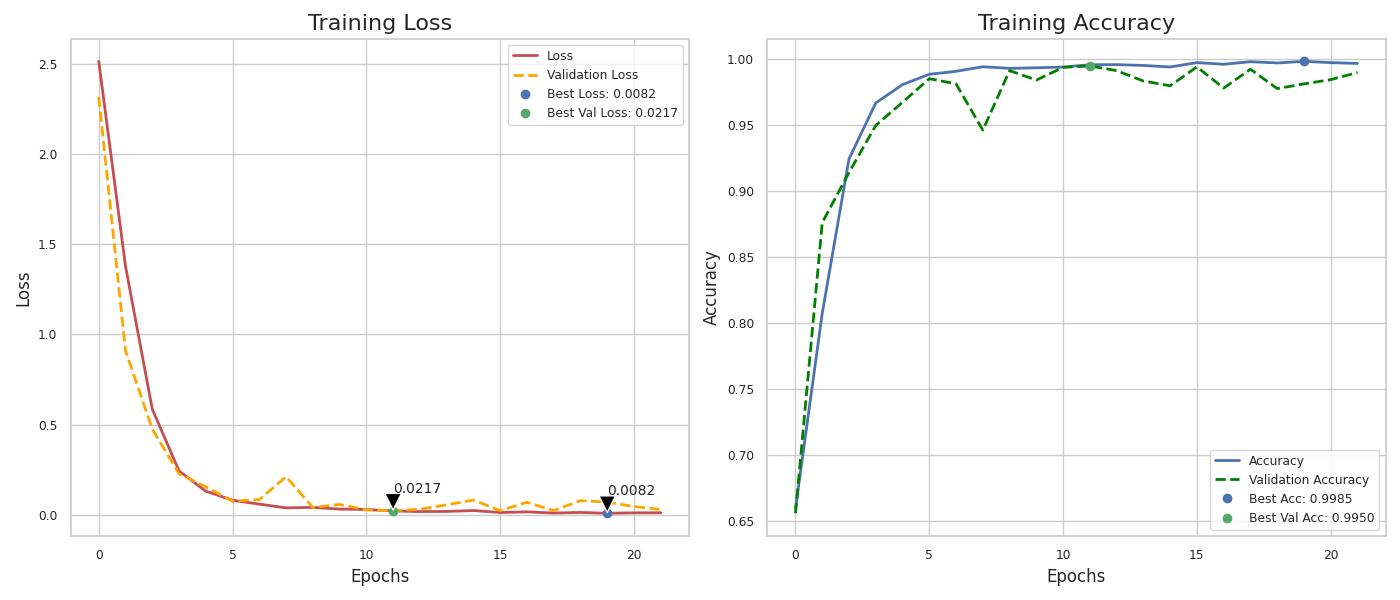 Training Loss
2.5
2.0
1.5
1.0
0.5
0.0
Loss
Loss
Validation Loss
Best Loss: 0.0082
Best Val Loss: 0.0217
0.0217
0.0082
0
5
10
15
20
Epochs
Training Accuracy
1.00
0.95
0.90
0.85
0.80
0.75
0.70
0.65
Accuracy
Accuracy
Validation Accuracy
Best Acc: 0.9985
Best Val Acc: 0.9950
0
5
10
15
20
Epochs